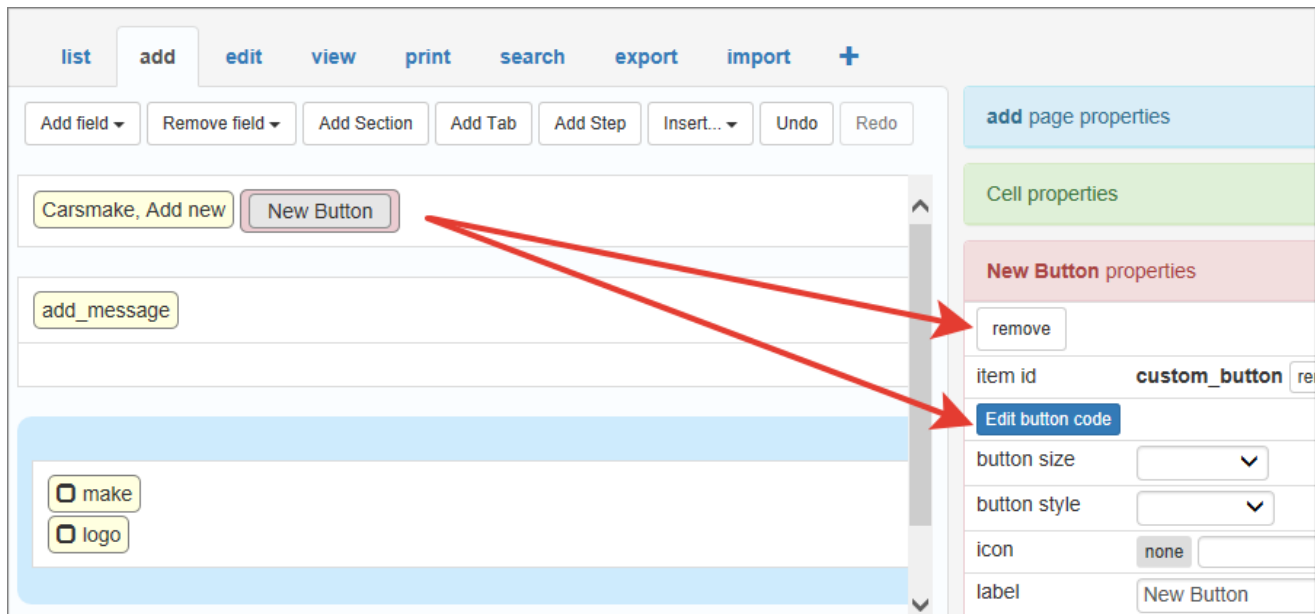 list add edit view print search export import +
Add field Remove field Add Section Add Tab Add Step Insert... Undo Redo
add page properties
Cell properties
Carsmake, Add new New Button
New Button properties
add_message
remove
item id custom_button
Edit button code
button size
make
button style
logo
icon none
label New Button